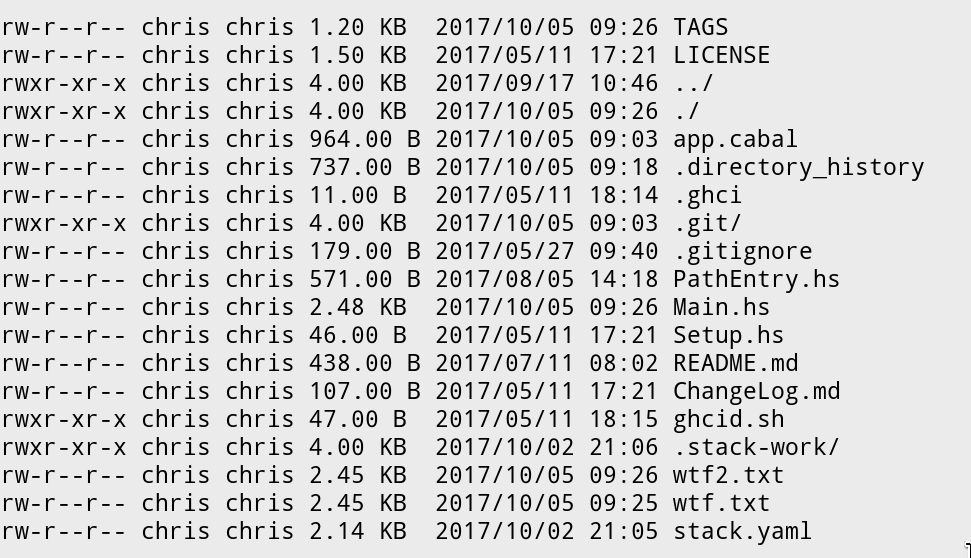 rw-r--r-- chris chris 1.20 KB  2017/10/05 09:26 TAGS
rw-r--r-- chris chris 1.50 KB  2017/05/11 17:21 LICENSE
rwxr-xr-x chris chris 4.00 KB  2017/09/17 10:46 ../
rwxr-xr-x chris chris 4.00 KB  2017/10/05 09:26 ./
rw-r--r-- chris chris 964.00 B 2017/10/05 09:03 app.cabal
rw-r--r-- chris chris 737.00 B 2017/10/05 09:18 .directory_history
rw-r--r-- chris chris 11.00 B  2017/05/11 18:14 .ghci
rwxr-xr-x chris chris 4.00 KB  2017/10/05 09:03 .git/
rw-r--r-- chris chris 179.00 B 2017/05/27 09:40 .gitignore
rw-r--r-- chris chris 571.00 B 2017/08/05 14:18 PathEntry.hs
rw-r--r-- chris chris 2.48 KB  2017/10/05 09:26 Main.hs
rw-r--r-- chris chris 46.00 B  2017/05/11 17:21 Setup.hs
rw-r--r-- chris chris 438.00 B 2017/07/11 08:02 README.md
rw-r--r-- chris chris 107.00 B 2017/05/11 17:21 ChangeLog.md
rwxr-xr-x chris chris 47.00 B  2017/05/11 18:15 ghcid.sh
rwxr-xr-x chris chris 4.00 KB  2017/10/02 21:06 .stack-work/
rw-r--r-- chris chris 2.45 KB  2017/10/05 09:26 wtf2.txt
rw-r--r-- chris chris 2.45 KB  2017/10/05 09:25 wtf.txt
rw-r--r-- chris chris 2.14 KB  2017/10/02 21:05 stack.yaml